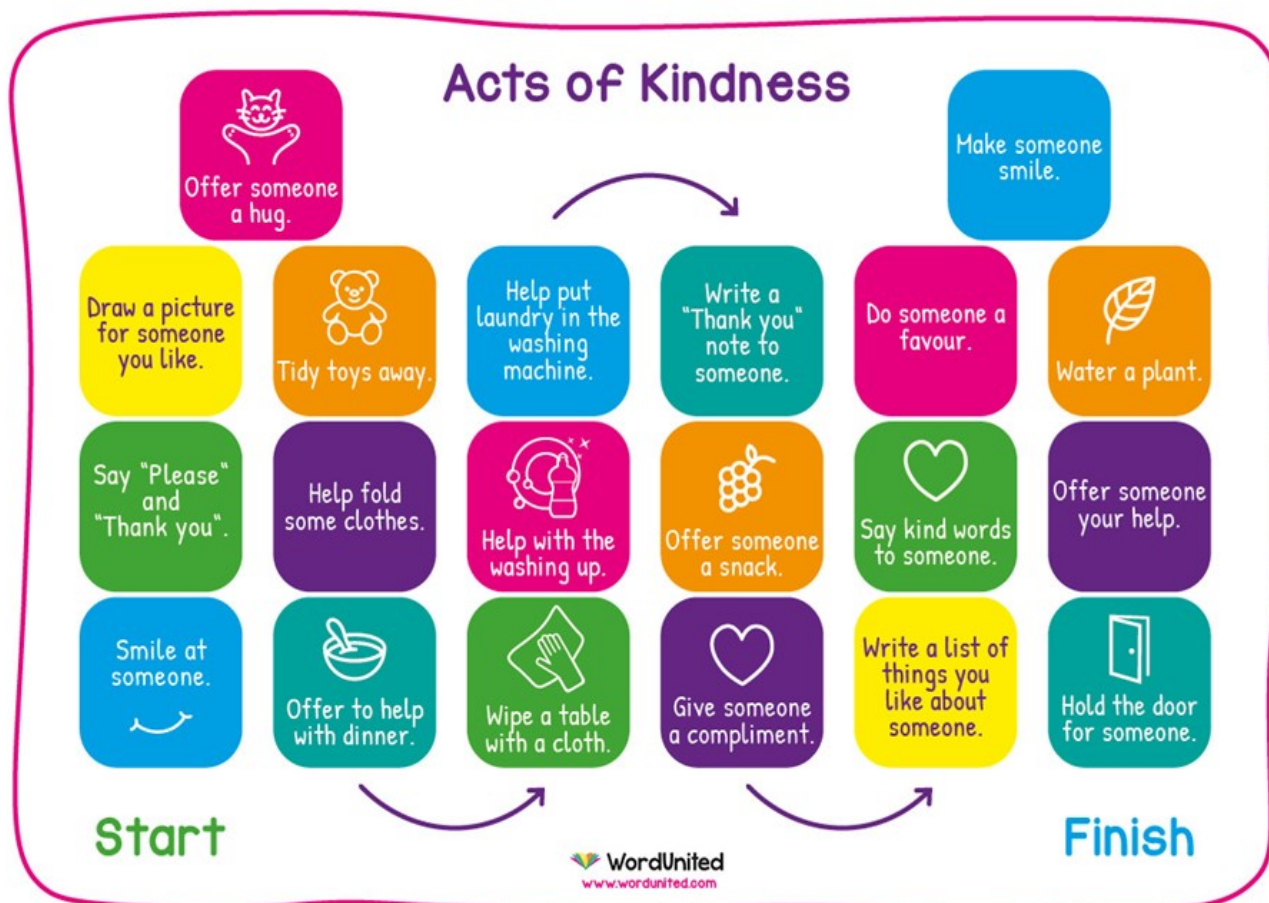 Acts of Kindness
Offer someone
a hug.
Make someone
smile.
Draw a picture
for someone
you like.
Tidy toys away.
Help put
laundry in the
washing
machine.
Write a
"Thank you"
note to
someone.
Do someone a
favour.
Water a plant.
Say "Please"
and
"Thank you".
Help fold
some clothes.
Help with the
washing up.
Offer someone
a snack.
Say kind words
to someone.
Offer someone
your help.
Smile at
someone.
Offer to help
with dinner.
Wipe a table
with a cloth.
Give someone
a compliment.
Write a list of
things you
like about
someone.
Hold the door
for someone.
Start
Finish
WordUnited
www.wordunited.com